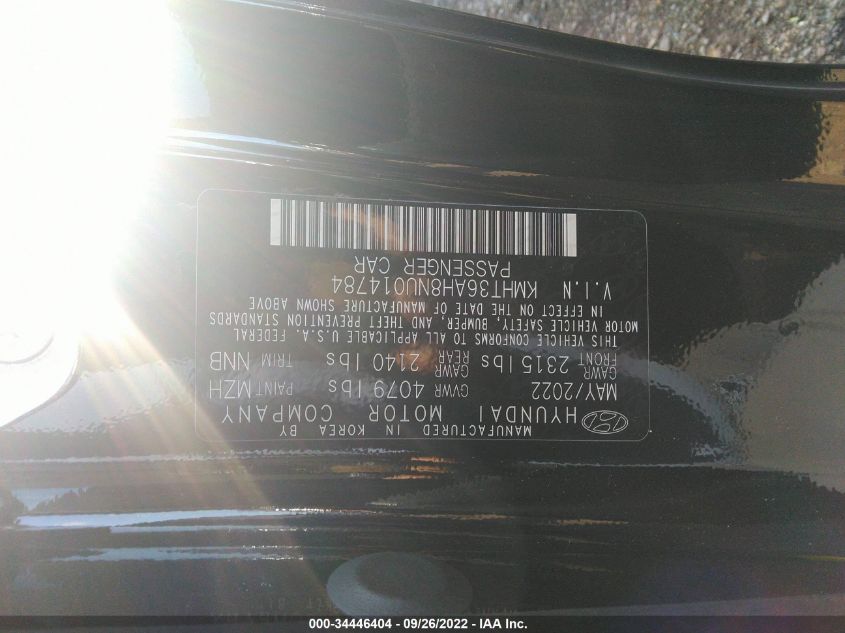 MANUFACTURED IN KOREA BY
HYUNDAI MOTOR COMPANY
MAY/2022 GVWR 4079 lbs PAINT MZH
GAWR FRONT 2315 lbs GAWR REAR 2140 lbs TRIM NNB
THIS VEHICLE CONFORMS TO ALL APPLICABLE U.S.A. FEDERAL
MOTOR VEHICLE SAFETY, BUMPER, AND THEFT PREVENTION STANDARDS
IN EFFECT ON THE DATE OF MANUFACTURE SHOWN ABOVE
V.I.N KMHT36AH8NU014784
PASSENGER CAR
000-34446404 - 09/26/2022 - IAA Inc.